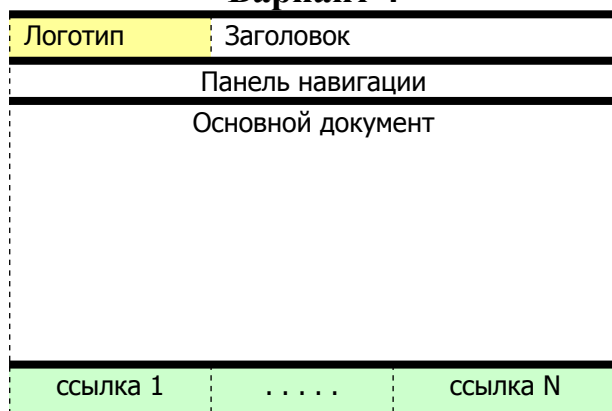 Логотип Заголовок
Панель навигации
Основной документ
ссылка 1 . . . . . ссылка N